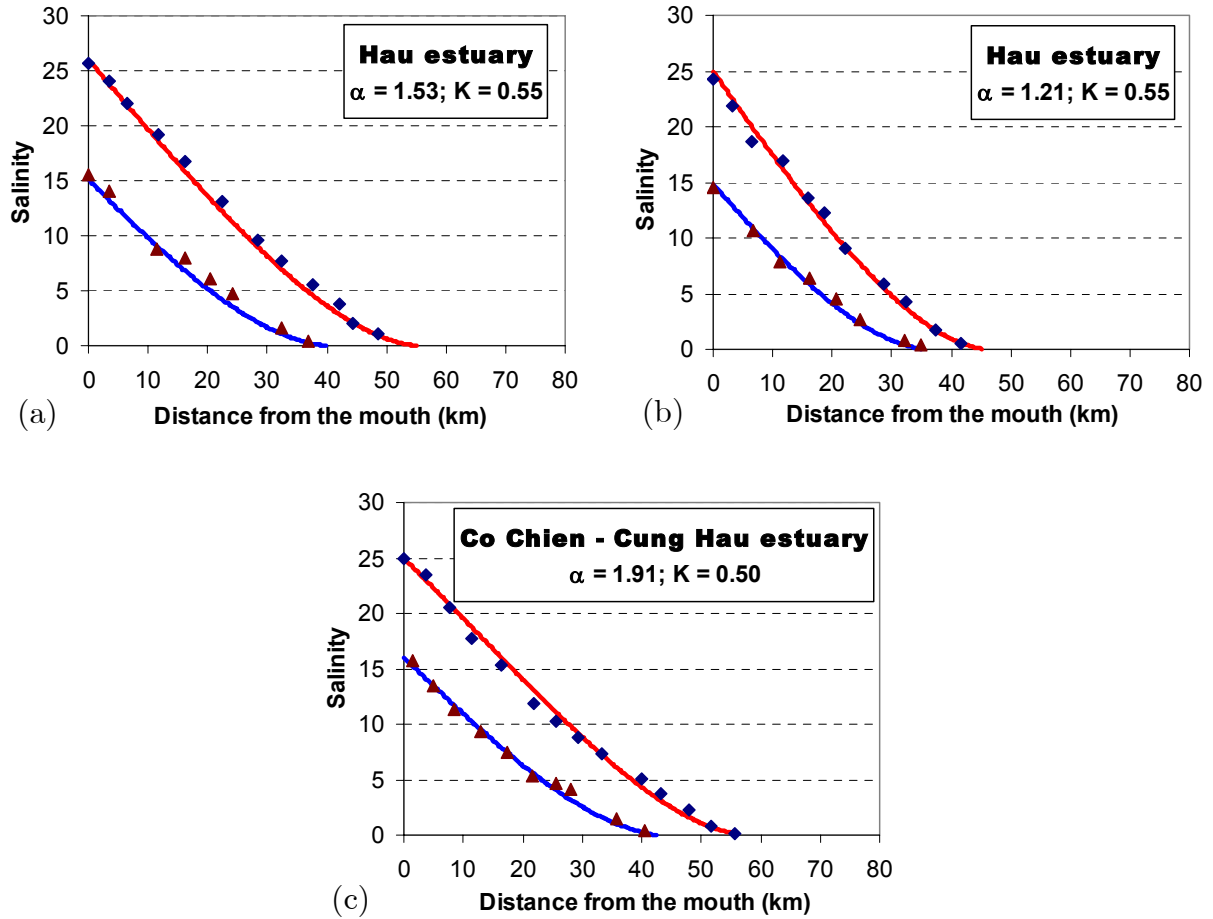 30
25
20
15
10
5
0
Salinity
Hau estuary
α = 1.53; K = 0.55
0 10 20 30 40 50 60 70 80
Distance from the mouth (km)
(a)
30
25
20
15
10
5
0
Salinity
Hau estuary
α = 1.21; K = 0.55
0 10 20 30 40 50 60 70 80
Distance from the mouth (km)
(b)
30
25
20
15
10
5
0
Salinity
Co Chien - Cung Hau estuary
α = 1.91; K = 0.50
0 10 20 30 40 50 60 70 80
Distance from the mouth (km)
(c)